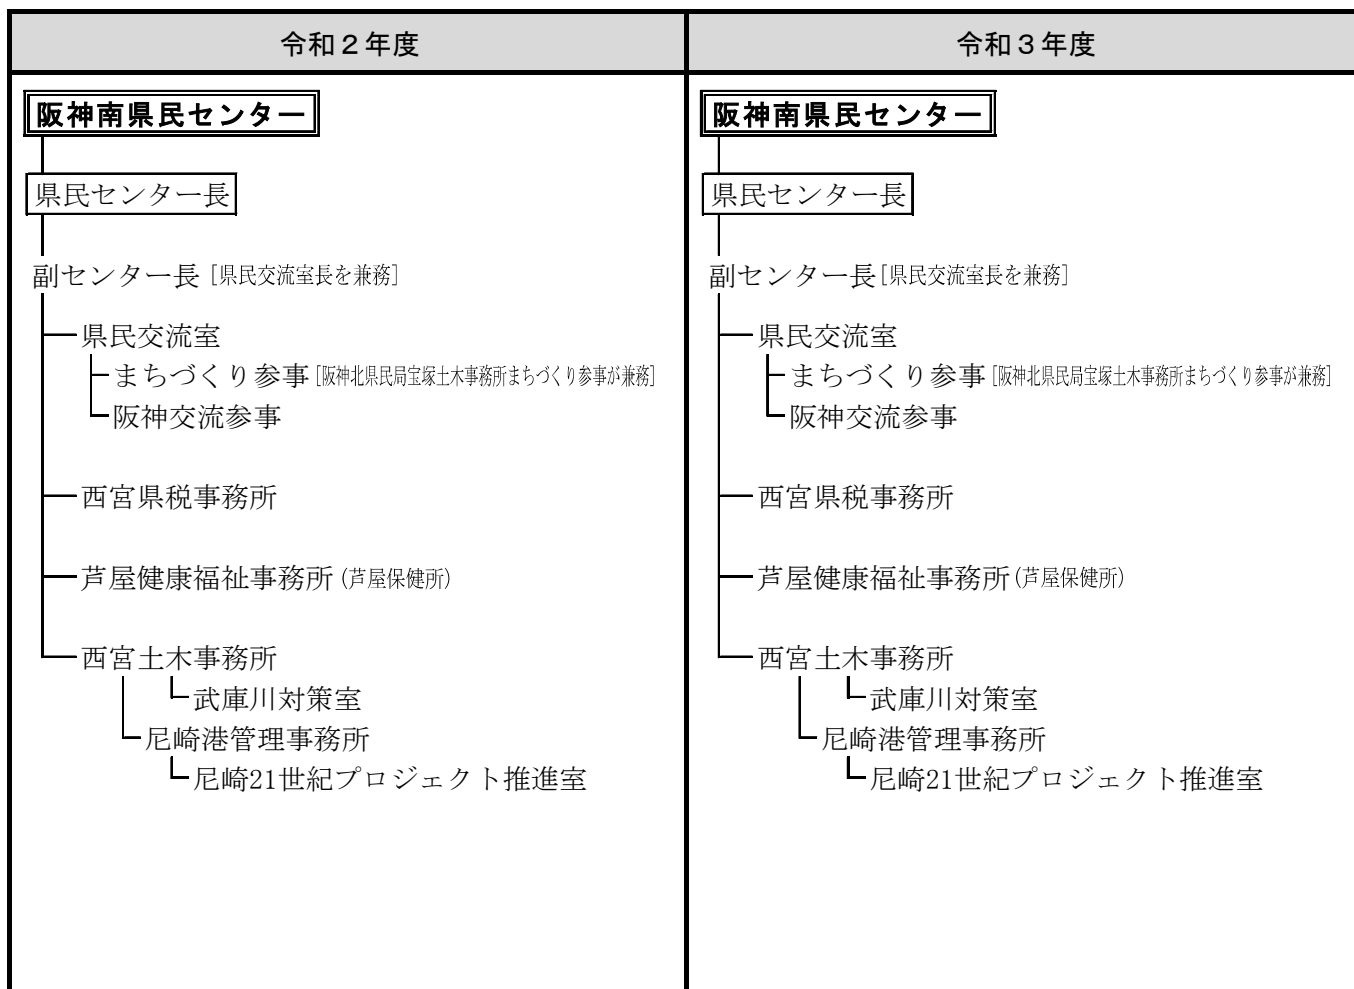 令和２年度
阪神南県民センター
県民センター長
副センター長 [県民交流室長を兼務]
県民交流室
まちづくり参事 [阪神北県民局宝塚土木事務所まちづくり参事が兼務]
阪神交流参事
西宮県税事務所
芦屋健康福祉事務所 (芦屋保健所)
西宮土木事務所
武庫川対策室
尼崎港管理事務所
尼崎21世紀プロジェクト推進室
令和３年度
阪神南県民センター
県民センター長
副センター長 [県民交流室長を兼務]
県民交流室
まちづくり参事 [阪神北県民局宝塚土木事務所まちづくり参事が兼務]
阪神交流参事
西宮県税事務所
芦屋健康福祉事務所 (芦屋保健所)
西宮土木事務所
武庫川対策室
尼崎港管理事務所
尼崎21世紀プロジェクト推進室